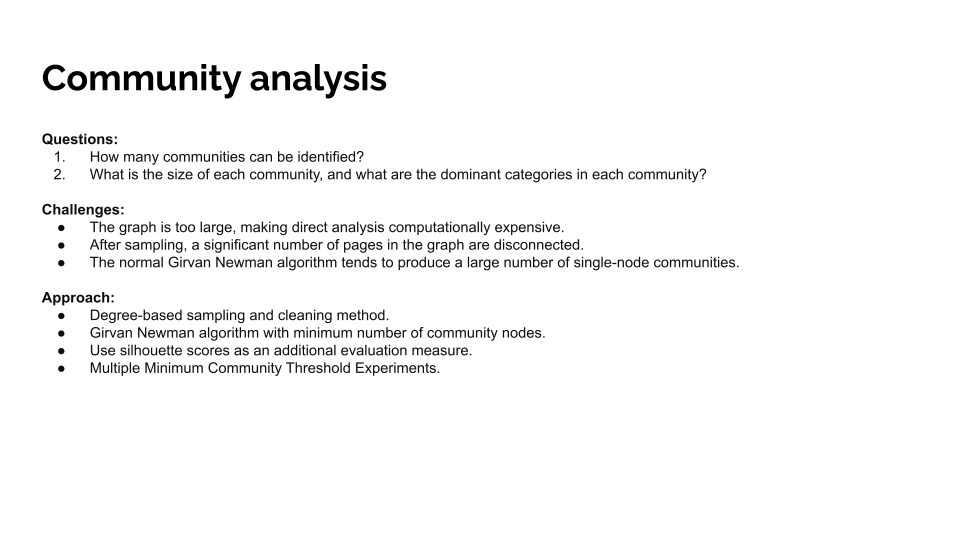 Community analysis
Questions:
1. How many communities can be identified?
2. What is the size of each community, and what are the dominant categories in each community?
Challenges:
● The graph is too large, making direct analysis computationally expensive.
● After sampling, a significant number of pages in the graph are disconnected.
● The normal Girvan Newman algorithm tends to produce a large number of single-node communities.
Approach:
● Degree-based sampling and cleaning method.
● Girvan Newman algorithm with minimum number of community nodes.
● Use silhouette scores as an additional evaluation measure.
● Multiple Minimum Community Threshold Experiments.